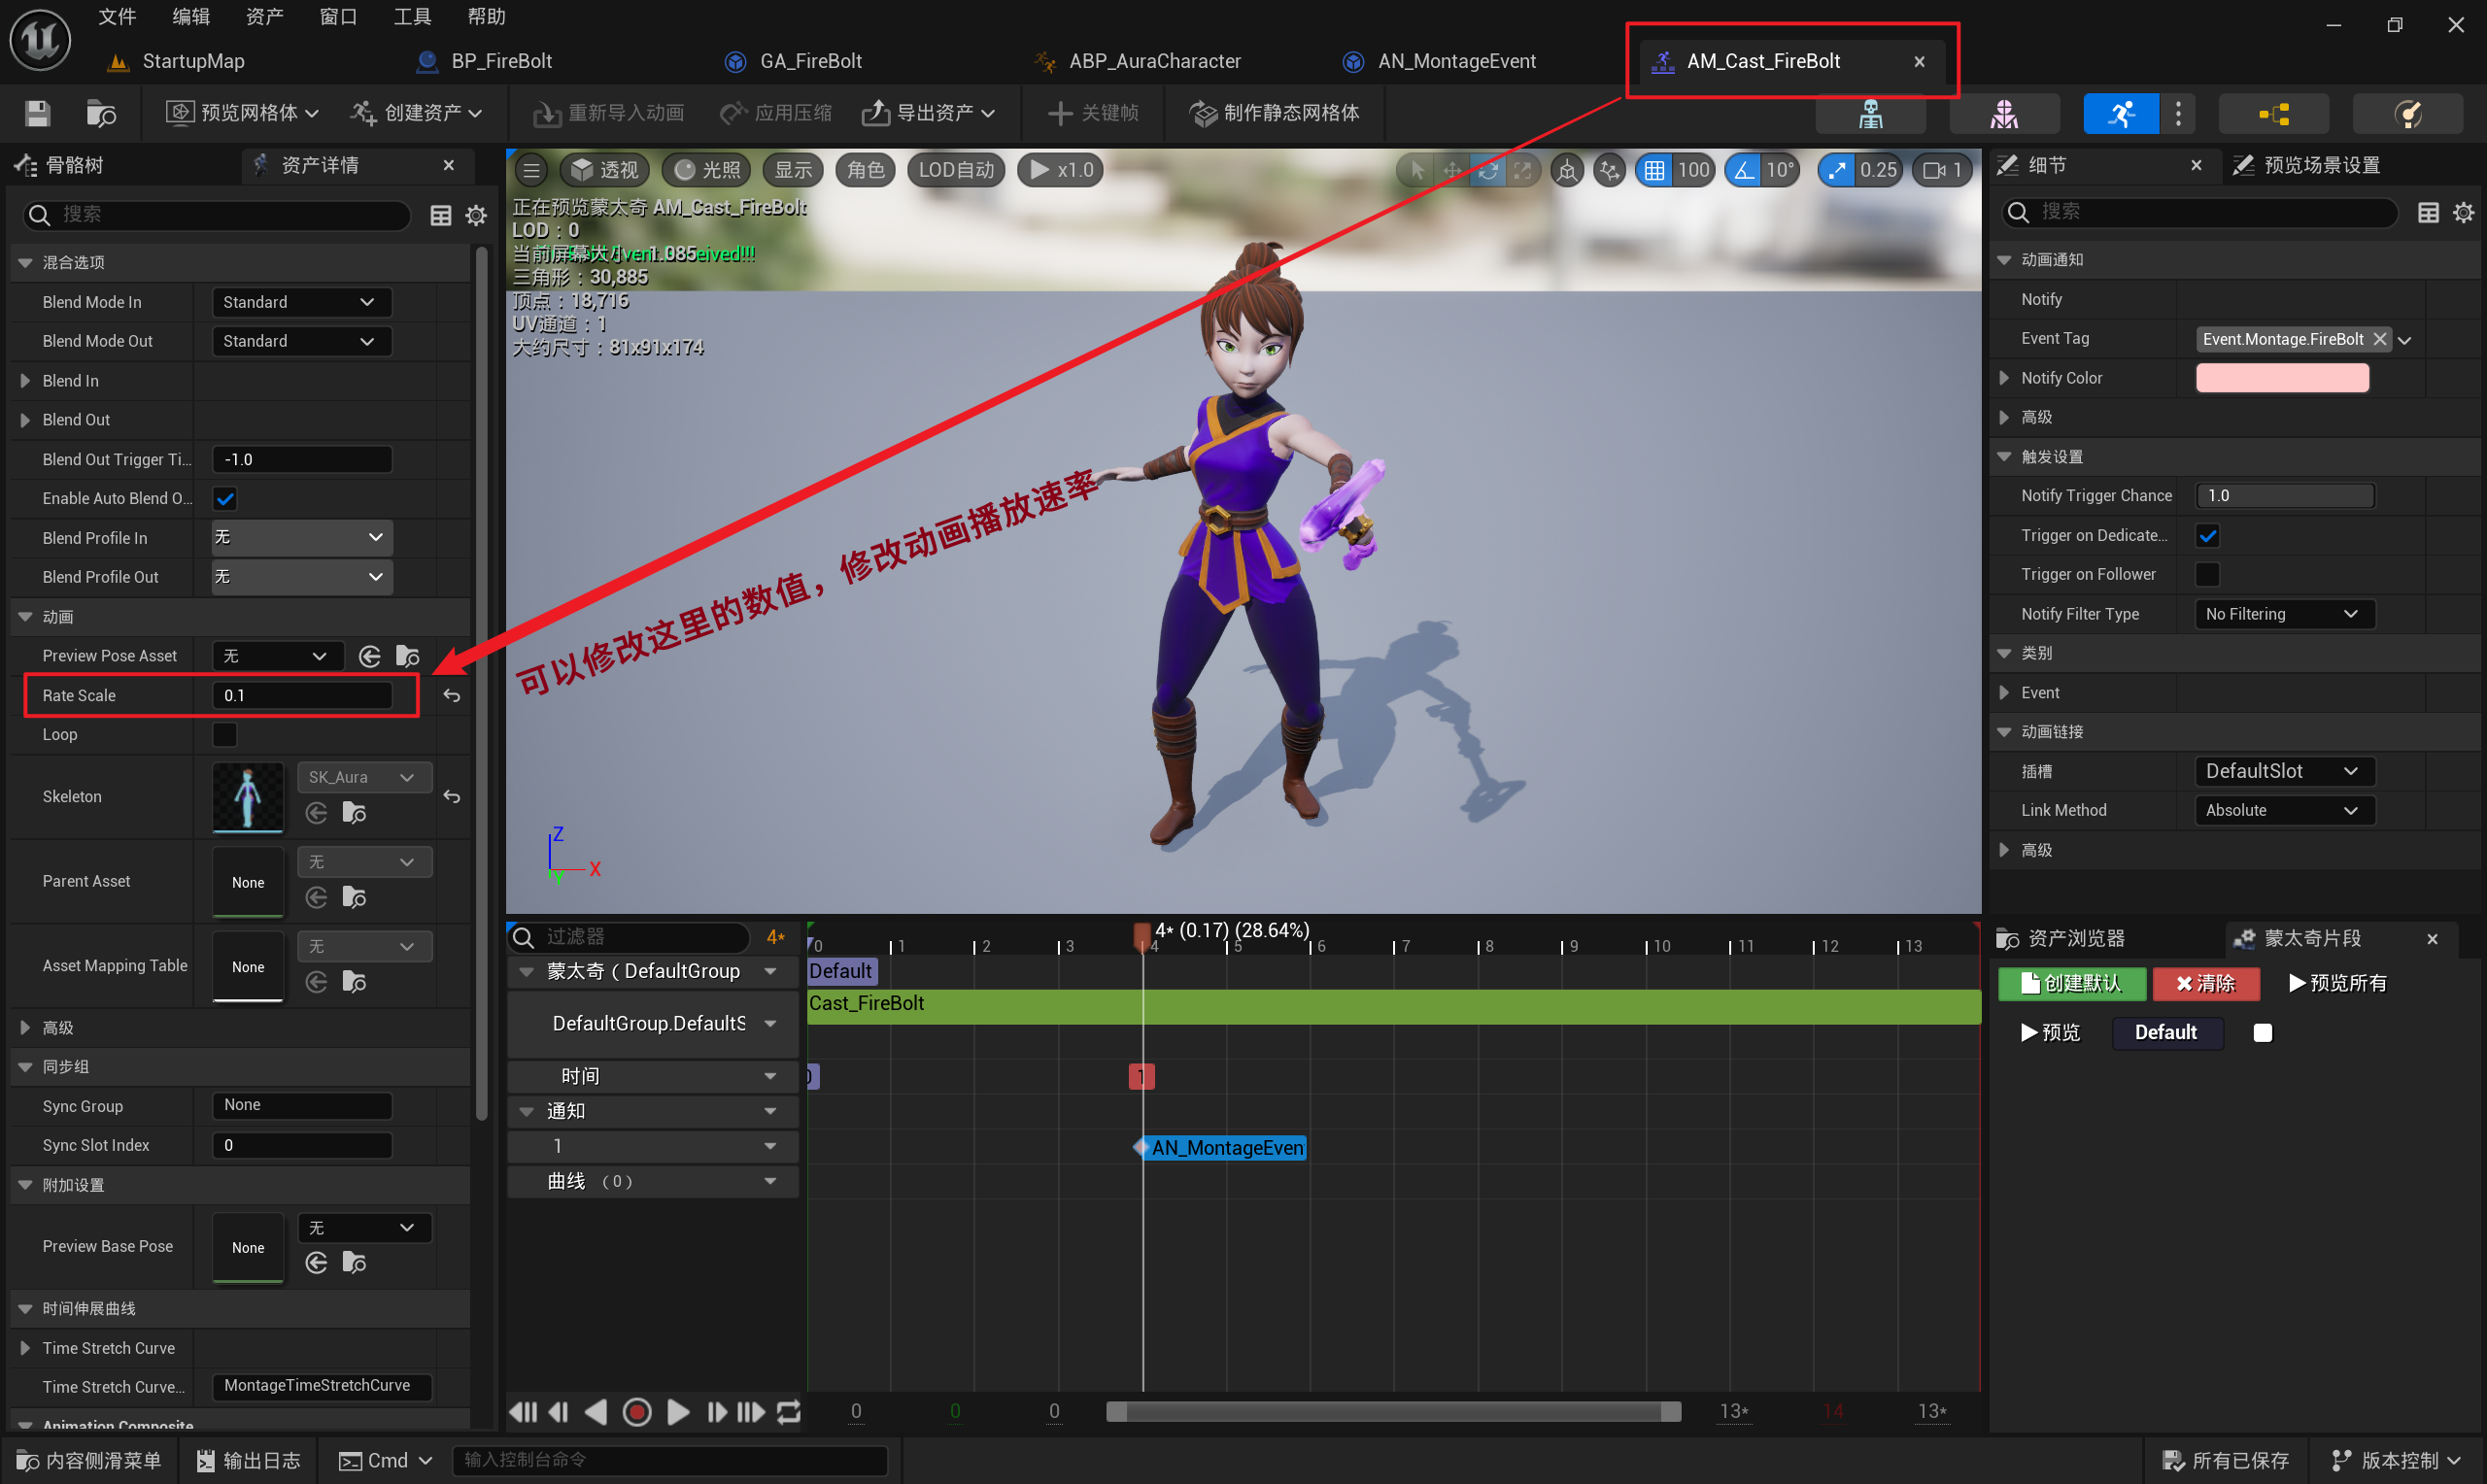 文件 编辑 资产 窗口 工具 帮助
StartupMap BP_FireBolt GA_FireBolt ABP_AuraCharacter AN_MontageEvent AM_Cast_FireBolt
预览网格体 创建资产 重新导入动画 应用压缩 导出资产 关键帧 制作静态网格体
骨骼树 资产详情
搜索
混合选项
Blend Mode In Standard
Blend Mode Out Standard
Blend In
Blend Out
Blend Out Trigger Ti... -1.0
Enable Auto Blend O...
Blend Profile In 无
Blend Profile Out 无
动画
Preview Pose Asset 无
Rate Scale 0.1
Loop
Skeleton SK_Aura
Parent Asset None 无
Asset Mapping Table None 无
高级
同步组
Sync Group None
Sync Slot Index 0
附加设置
Preview Base Pose None 无
时间伸展曲线
Time Stretch Curve
Time Stretch Curve... MontageTimeStretchCurve
Animation Composite
透视 光照 显示 角色 LOD自动 x1.0 100 10° 0.25 1
正在预览蒙太奇 AM_Cast_FireBolt
LOD：0
当前屏幕大小：1.085
三角形：30,885
顶点：18,716
UV通道：1
大约尺寸：81x91x174
可以修改这里的数值，修改动画播放速率
Z
X
Y
过滤器 4*
4* (0.17) (28.64%)
0 1 2 3 4 5 6 7 8 9 10 11 12 13
蒙太奇（DefaultGroup Default
Cast_FireBolt
DefaultGroup.DefaultS
时间 1
通知
1 AN_MontageEven
曲线 （0）
0 0 0 13* 14 13*
细节 预览场景设置
搜索
动画通知
Notify
Event Tag Event.Montage.FireBolt
Notify Color
高级
触发设置
Notify Trigger Chance 1.0
Trigger on Dedicate...
Trigger on Follower
Notify Filter Type No Filtering
类别
Event
动画链接
插槽 DefaultSlot
Link Method Absolute
高级
资产浏览器 蒙太奇片段
创建默认 清除 预览所有
预览 Default
内容侧滑菜单 输出日志 Cmd 输入控制台命令 所有已保存 版本控制